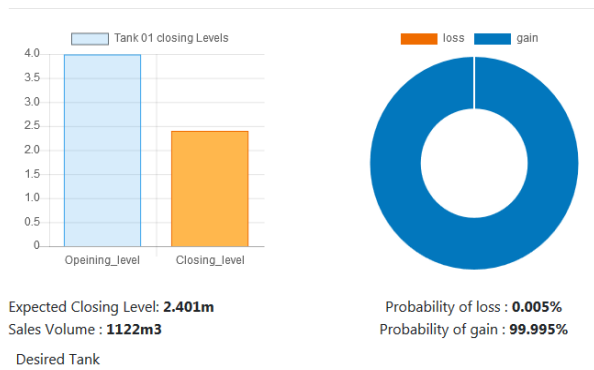 Tank 01 closing Levels
4.0
3.5
3.0
2.5
2.0
1.5
1.0
0.5
0
Opeining_level
Closing_level
loss
gain
Expected Closing Level: 2.401m
Sales Volume : 1122m3
Probability of loss : 0.005%
Probability of gain : 99.995%
Desired Tank